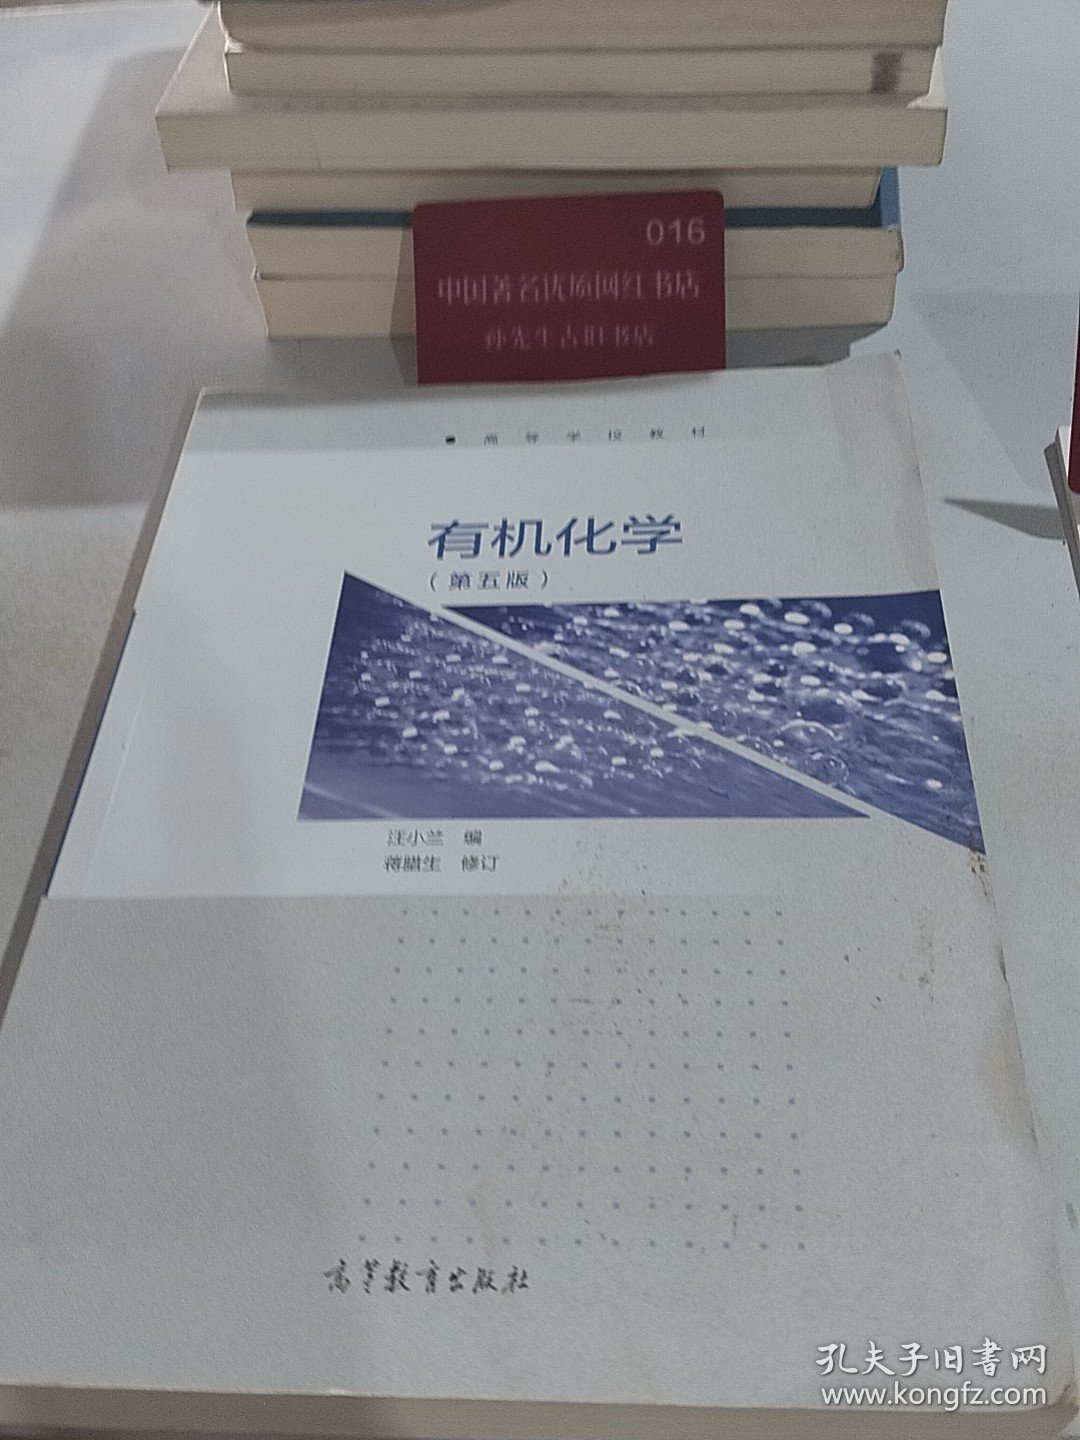 016
中国著名优质网红书店
孙先生古旧书店
高等学校教材
有机化学
（第五版）
汪小兰 编
蒋腊生 修订
高等教育出版社
孔夫子旧書网
www.kongfz.com